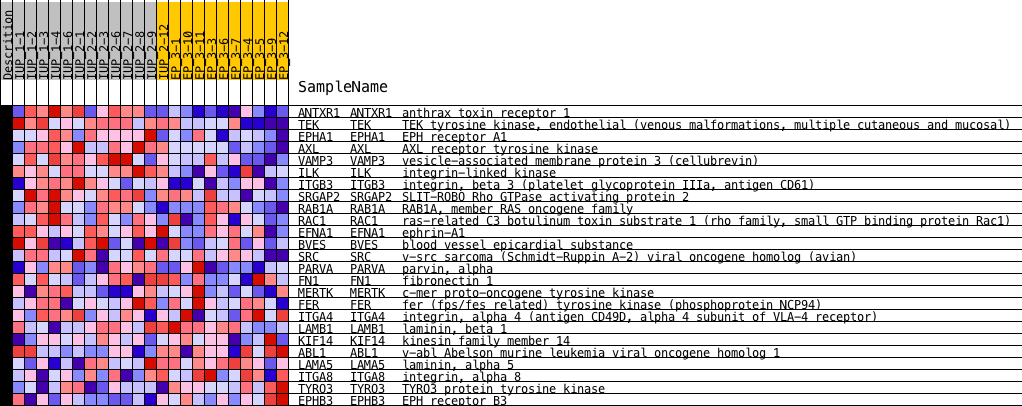 Descrition
IUP_1-1
IUP_1-2
IUP_1-3
IUP_1-4
IUP_1-6
IUP_2-1
IUP_2-2
IUP_2-3
IUP_2-6
IUP_2-7
IUP_2-8
IUP_2-9
IUP_2-12
EP_3-1
EP_3-10
EP_3-11
EP_3-3
EP_3-6
EP_3-7
EP_3-4
EP_3-5
EP_3-9
EP_3-12
SampleName
ANTXR1 ANTXR1 anthrax toxin receptor 1
TEK TEK TEK tyrosine kinase, endothelial (venous malformations, multiple cutaneous and mucosal)
EPHA1 EPHA1 EPH receptor A1
AXL AXL AXL receptor tyrosine kinase
VAMP3 VAMP3 vesicle-associated membrane protein 3 (cellubrevin)
ILK ILK integrin-linked kinase
ITGB3 ITGB3 integrin, beta 3 (platelet glycoprotein IIIa, antigen CD61)
SRGAP2 SRGAP2 SLIT-ROBO Rho GTPase activating protein 2
RAB1A RAB1A RAB1A, member RAS oncogene family
RAC1 RAC1 ras-related C3 botulinum toxin substrate 1 (rho family, small GTP binding protein Rac1)
EFNA1 EFNA1 ephrin-A1
BVES BVES blood vessel epicardial substance
SRC SRC v-src sarcoma (Schmidt-Ruppin A-2) viral oncogene homolog (avian)
PARVA PARVA parvin, alpha
FN1 FN1 fibronectin 1
MERTK MERTK c-mer proto-oncogene tyrosine kinase
FER FER fer (fps/fes related) tyrosine kinase (phosphoprotein NCP94)
ITGA4 ITGA4 integrin, alpha 4 (antigen CD49D, alpha 4 subunit of VLA-4 receptor)
LAMB1 LAMB1 laminin, beta 1
KIF14 KIF14 kinesin family member 14
ABL1 ABL1 v-abl Abelson murine leukemia viral oncogene homolog 1
LAMA5 LAMA5 laminin, alpha 5
ITGA8 ITGA8 integrin, alpha 8
TYRO3 TYRO3 TYRO3 protein tyrosine kinase
EPHB3 EPHB3 EPH receptor B3